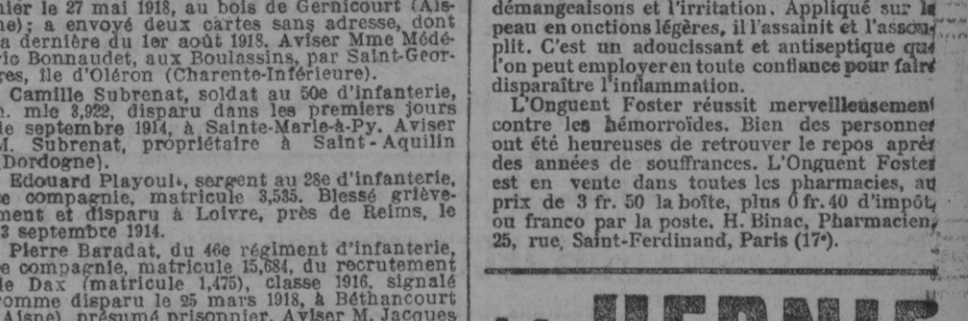 nier le 27 mai 1918, au bois de Gernicourt (Ais-
ne); a envoyé deux cartes sans adresse, dont
a dernière du 1er août 1918. Aviser Mme Médé-
ric Bonnaudet, aux Boulassins, par Saint-Geor-
res, île d'Oléron (Charente-Inférieure).
Camille Subrenat, soldat au 50e d'infanterie,
n. mle 3,922, disparu dans les premiers jours
le septembre 1914, à Sainte-Marie-à-Py. Aviser
M. Subrenat, propriétaire à Saint-Aquilin
(Dordogne).
Edouard Playoult, sergent au 28e d'infanterie,
e compagnie, matricule 3,535. Blessé griève-
ment et disparu à Loivre, près de Reims, le
3 septembre 1914.
Pierre Baradat, du 46e régiment d'infanterie,
e compagnie, matricule 15,684, du recrutement
le Dax (matricule 1,475), classe 1916, signalé
omme disparu le 25 mars 1918, à Béthancourt
Aisne), présumé prisonnier. Aviser M. Jacques
démangeaisons et l'irritation. Appliqué sur la
peau en onctions légères, il l'assainit et l'assou-
plit. C'est un adoucissant et antiseptique que
l'on peut employer en toute confiance pour faire
disparaître l'inflammation.
L'Onguent Foster réussit merveilleusement
contre les hémorroïdes. Bien des personnes
ont été heureuses de retrouver le repos après
des années de souffrances. L'Onguent Foster
est en vente dans toutes les pharmacies, au
prix de 3 fr. 50 la boîte, plus 0 fr. 40 d'impôt,
ou franco par la poste. H. Binac, Pharmacien,
25, rue Saint-Ferdinand, Paris (17e).